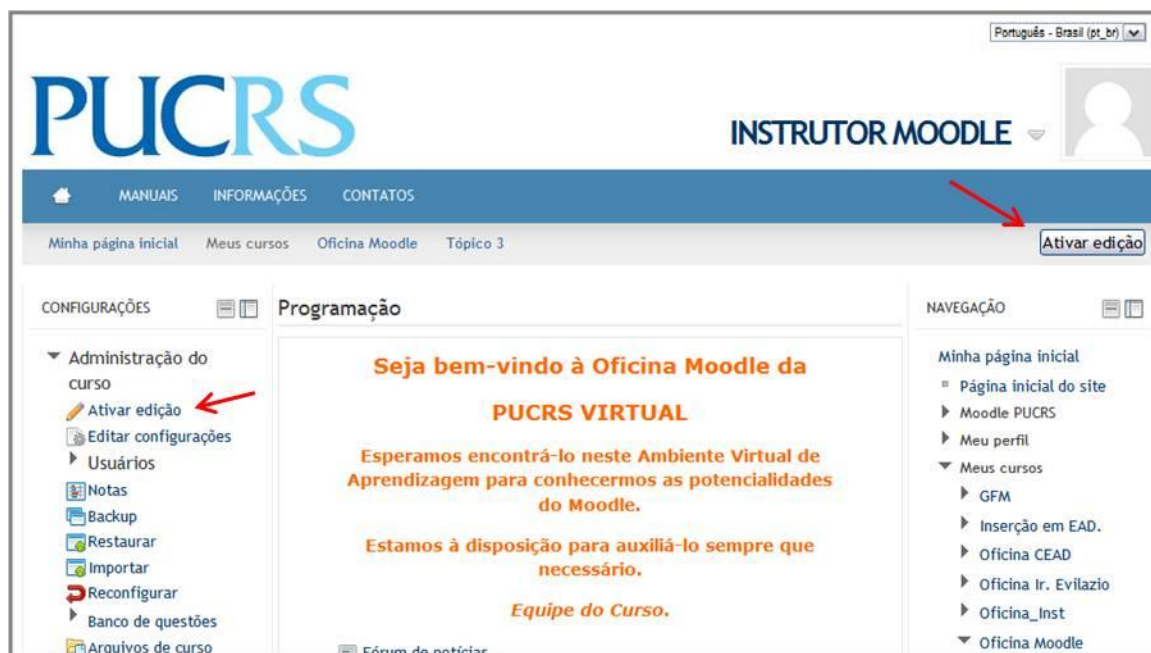 Português - Brasil (pt_br)
PUCRS
INSTRUTOR MOODLE
MANUAIS INFORMAÇÕES CONTATOS
Minha página inicial Meus cursos Oficina Moodle Tópico 3
Ativar edição
CONFIGURAÇÕES
Administração do
curso
Ativar edição
Editar configurações
Usuários
Notas
Backup
Restaurar
Importar
Reconfigurar
Banco de questões
Arquivos de curso
Programação
Seja bem-vindo à Oficina Moodle da
PUCRS VIRTUAL
Esperamos encontrá-lo neste Ambiente Virtual de
Aprendizagem para conhecermos as potencialidades
do Moodle.
Estamos à disposição para auxiliá-lo sempre que
necessário.
Equipe do Curso.
Fórum de notícias
NAVEGAÇÃO
Minha página inicial
Página inicial do site
Moodle PUCRS
Meu perfil
Meus cursos
GFM
Inserção em EAD.
Oficina CEAD
Oficina Ir. Evilazio
Oficina_Inst
Oficina Moodle